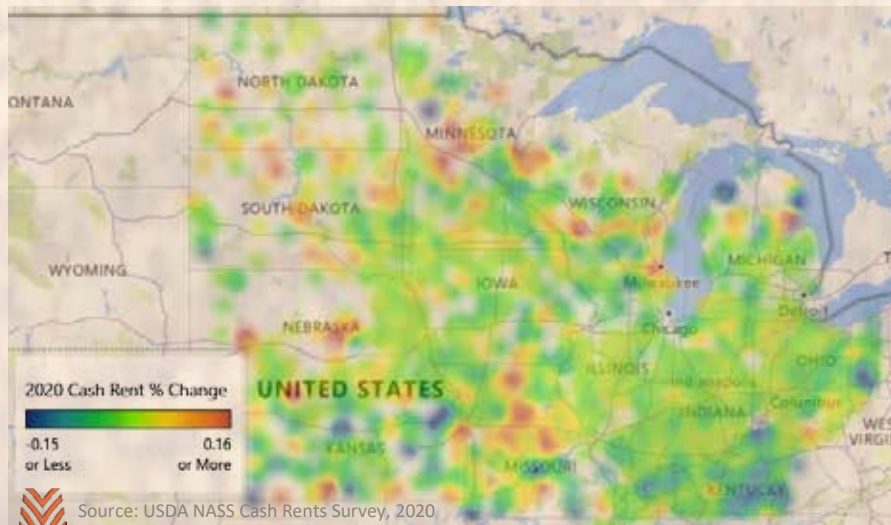 NORTH DAKOTA
ONTANA
MINNESOTA
SOUTH DAKOTA
WISCONSIN
WYOMING
MICHIGAN
IOWA
Milwaukee
Detroit
NEBRASKA
Chicago
ILLINOIS
OHIO
2020 Cash Rent % Change
UNITED STATES
Indianapolis
INDIANA
Columbus
-0.15
0.16
or Less
or More
KANSAS
MISSOURI
WES
VIRGI
KENTUCKY
Source: USDA NASS Cash Rents Survey, 2020